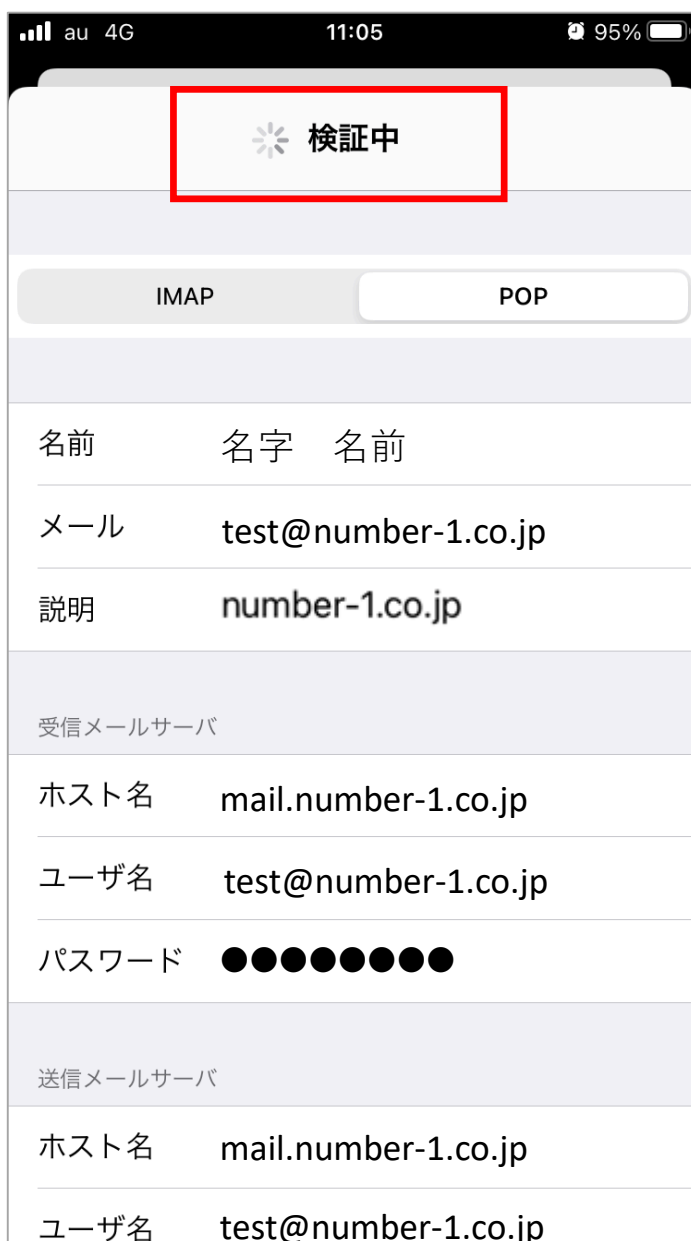 au 4G 11:05 95%
検証中
IMAP POP
名前 名字　名前
メール test@number-1.co.jp
説明 number-1.co.jp
受信メールサーバ
ホスト名 mail.number-1.co.jp
ユーザ名 test@number-1.co.jp
パスワード ●●●●●●●●
送信メールサーバ
ホスト名 mail.number-1.co.jp
ユーザ名 test@number-1.co.jp